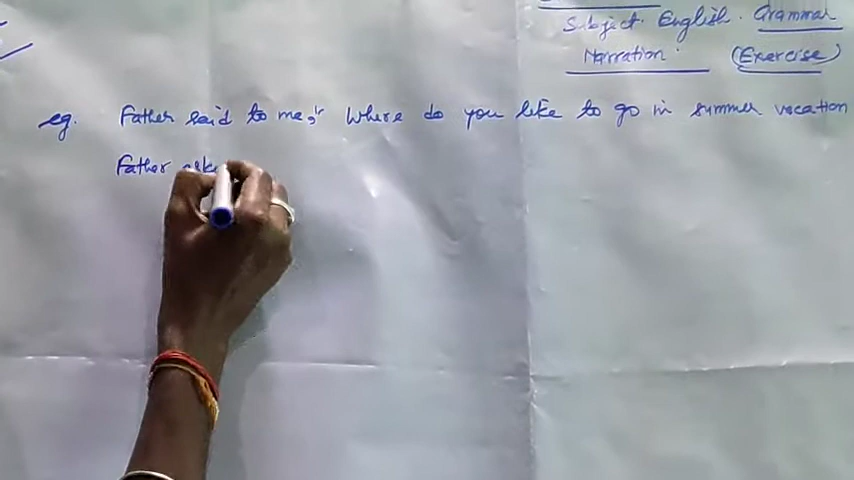 Subject. English. Grammar
Narration. (Exercise)
eg. Father said to me, " Where do you like to go in summer vacation
Father aske